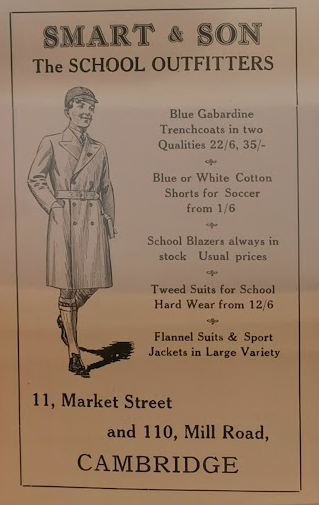 SMART & SON
The SCHOOL OUTFITTERS
Blue Gabardine
Trenchcoats in two
Qualities 22/6, 35/-
Blue or White Cotton
Shorts for Soccer
from 1/6
School Blazers always in
stock Usual prices
Tweed Suits for School
Hard Wear from 12/6
Flannel Suits & Sport
Jackets in Large Variety
11, Market Street
and 110, Mill Road,
CAMBRIDGE